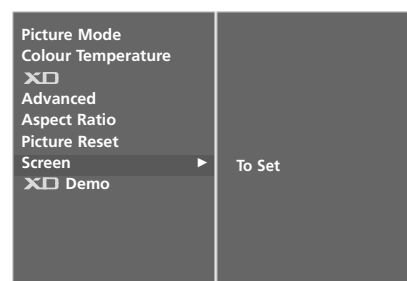 Picture Mode
Colour Temperature
XD
Advanced
Aspect Ratio
Picture Reset
Screen ►
To Set
XD Demo